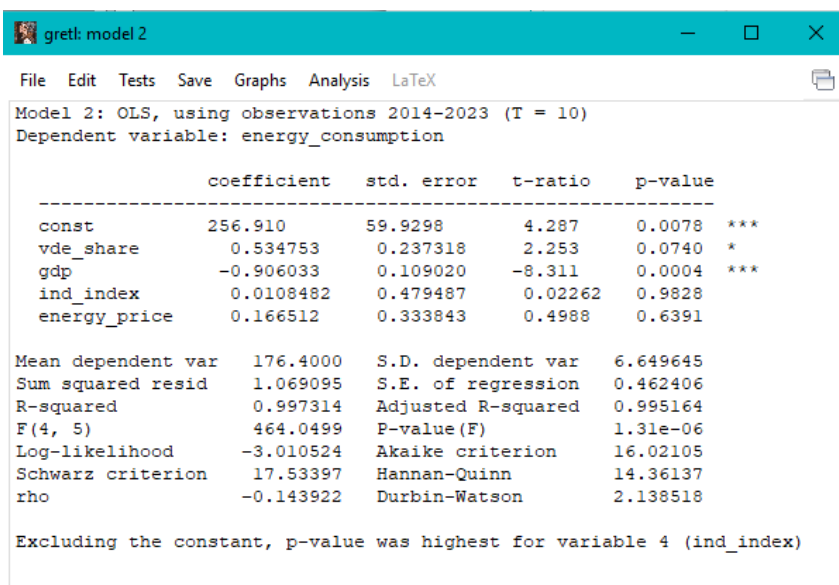 gretl: model 2
File Edit Tests Save Graphs Analysis LaTeX
Model 2: OLS, using observations 2014-2023 (T = 10)
Dependent variable: energy_consumption
coefficient std. error t-ratio p-value
---------------------------------------------------------------
const 256.910 59.9298 4.287 0.0078 ***
vde_share 0.534753 0.237318 2.253 0.0740 *
gdp −0.906033 0.109020 −8.311 0.0004 ***
ind_index 0.0108482 0.479487 0.02262 0.9828
energy_price 0.166512 0.333843 0.4988 0.6391
Mean dependent var 176.4000 S.D. dependent var 6.649645
Sum squared resid 1.069095 S.E. of regression 0.462406
R-squared 0.997314 Adjusted R-squared 0.995164
F(4, 5) 464.0499 P-value(F) 1.31e-06
Log-likelihood −3.010524 Akaike criterion 16.02105
Schwarz criterion 17.53397 Hannan-Quinn 14.36137
rho −0.143922 Durbin-Watson 2.138518
Excluding the constant, p-value was highest for variable 4 (ind_index)